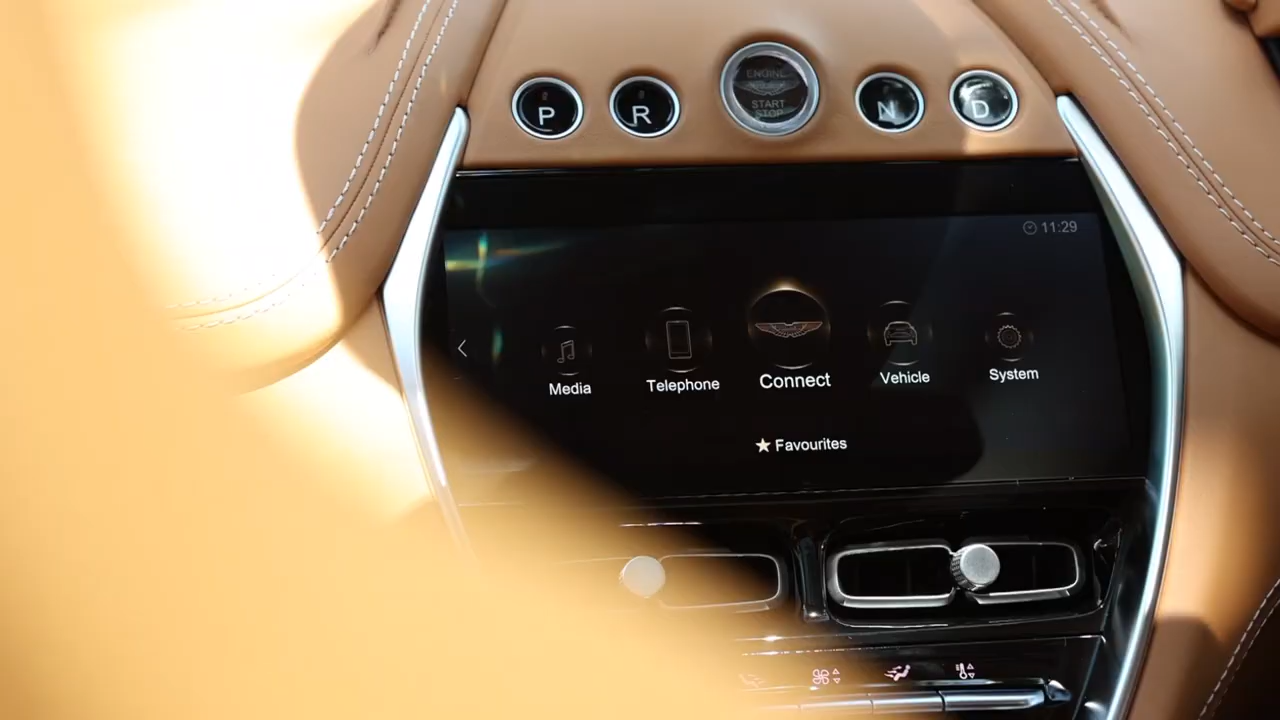 P R ENGINE START STOP N D
11:29
Media Telephone Connect Vehicle System
Favourites